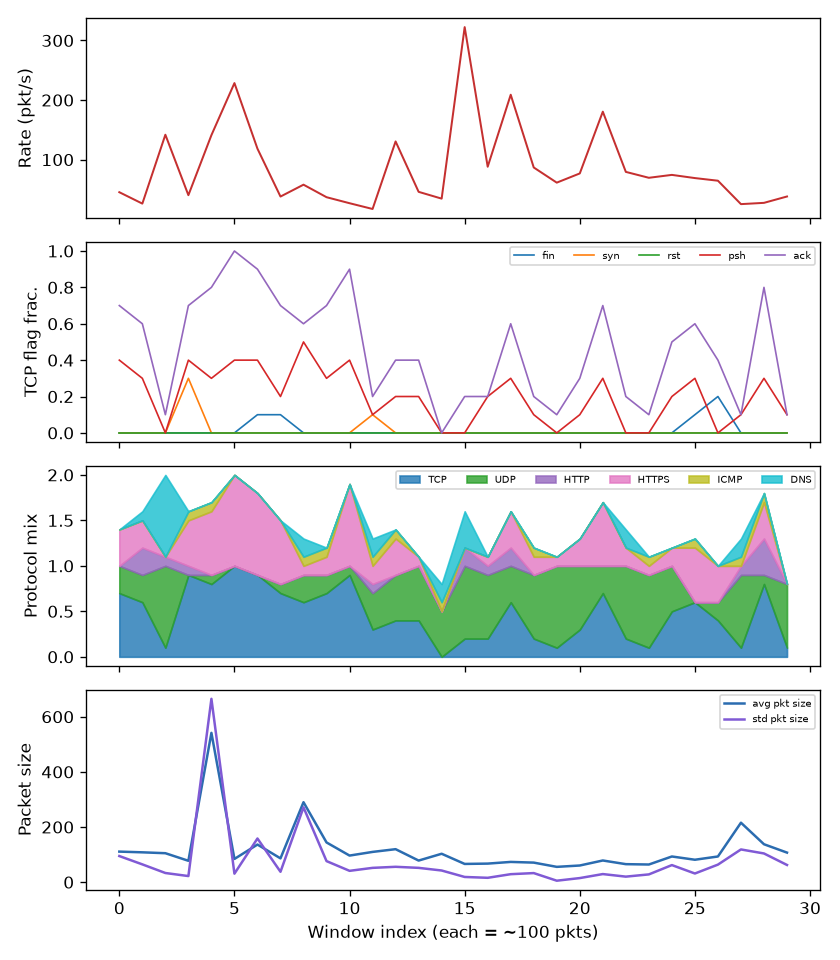 Rate (pkt/s)
300
200
100
TCP flag frac.
1.0
0.8
0.6
0.4
0.2
0.0
fin syn rst psh ack
Protocol mix
2.0
1.5
1.0
0.5
0.0
TCP UDP HTTP HTTPS ICMP DNS
Packet size
600
400
200
0
avg pkt size
std pkt size
0 5 10 15 20 25 30
Window index (each = ~100 pkts)